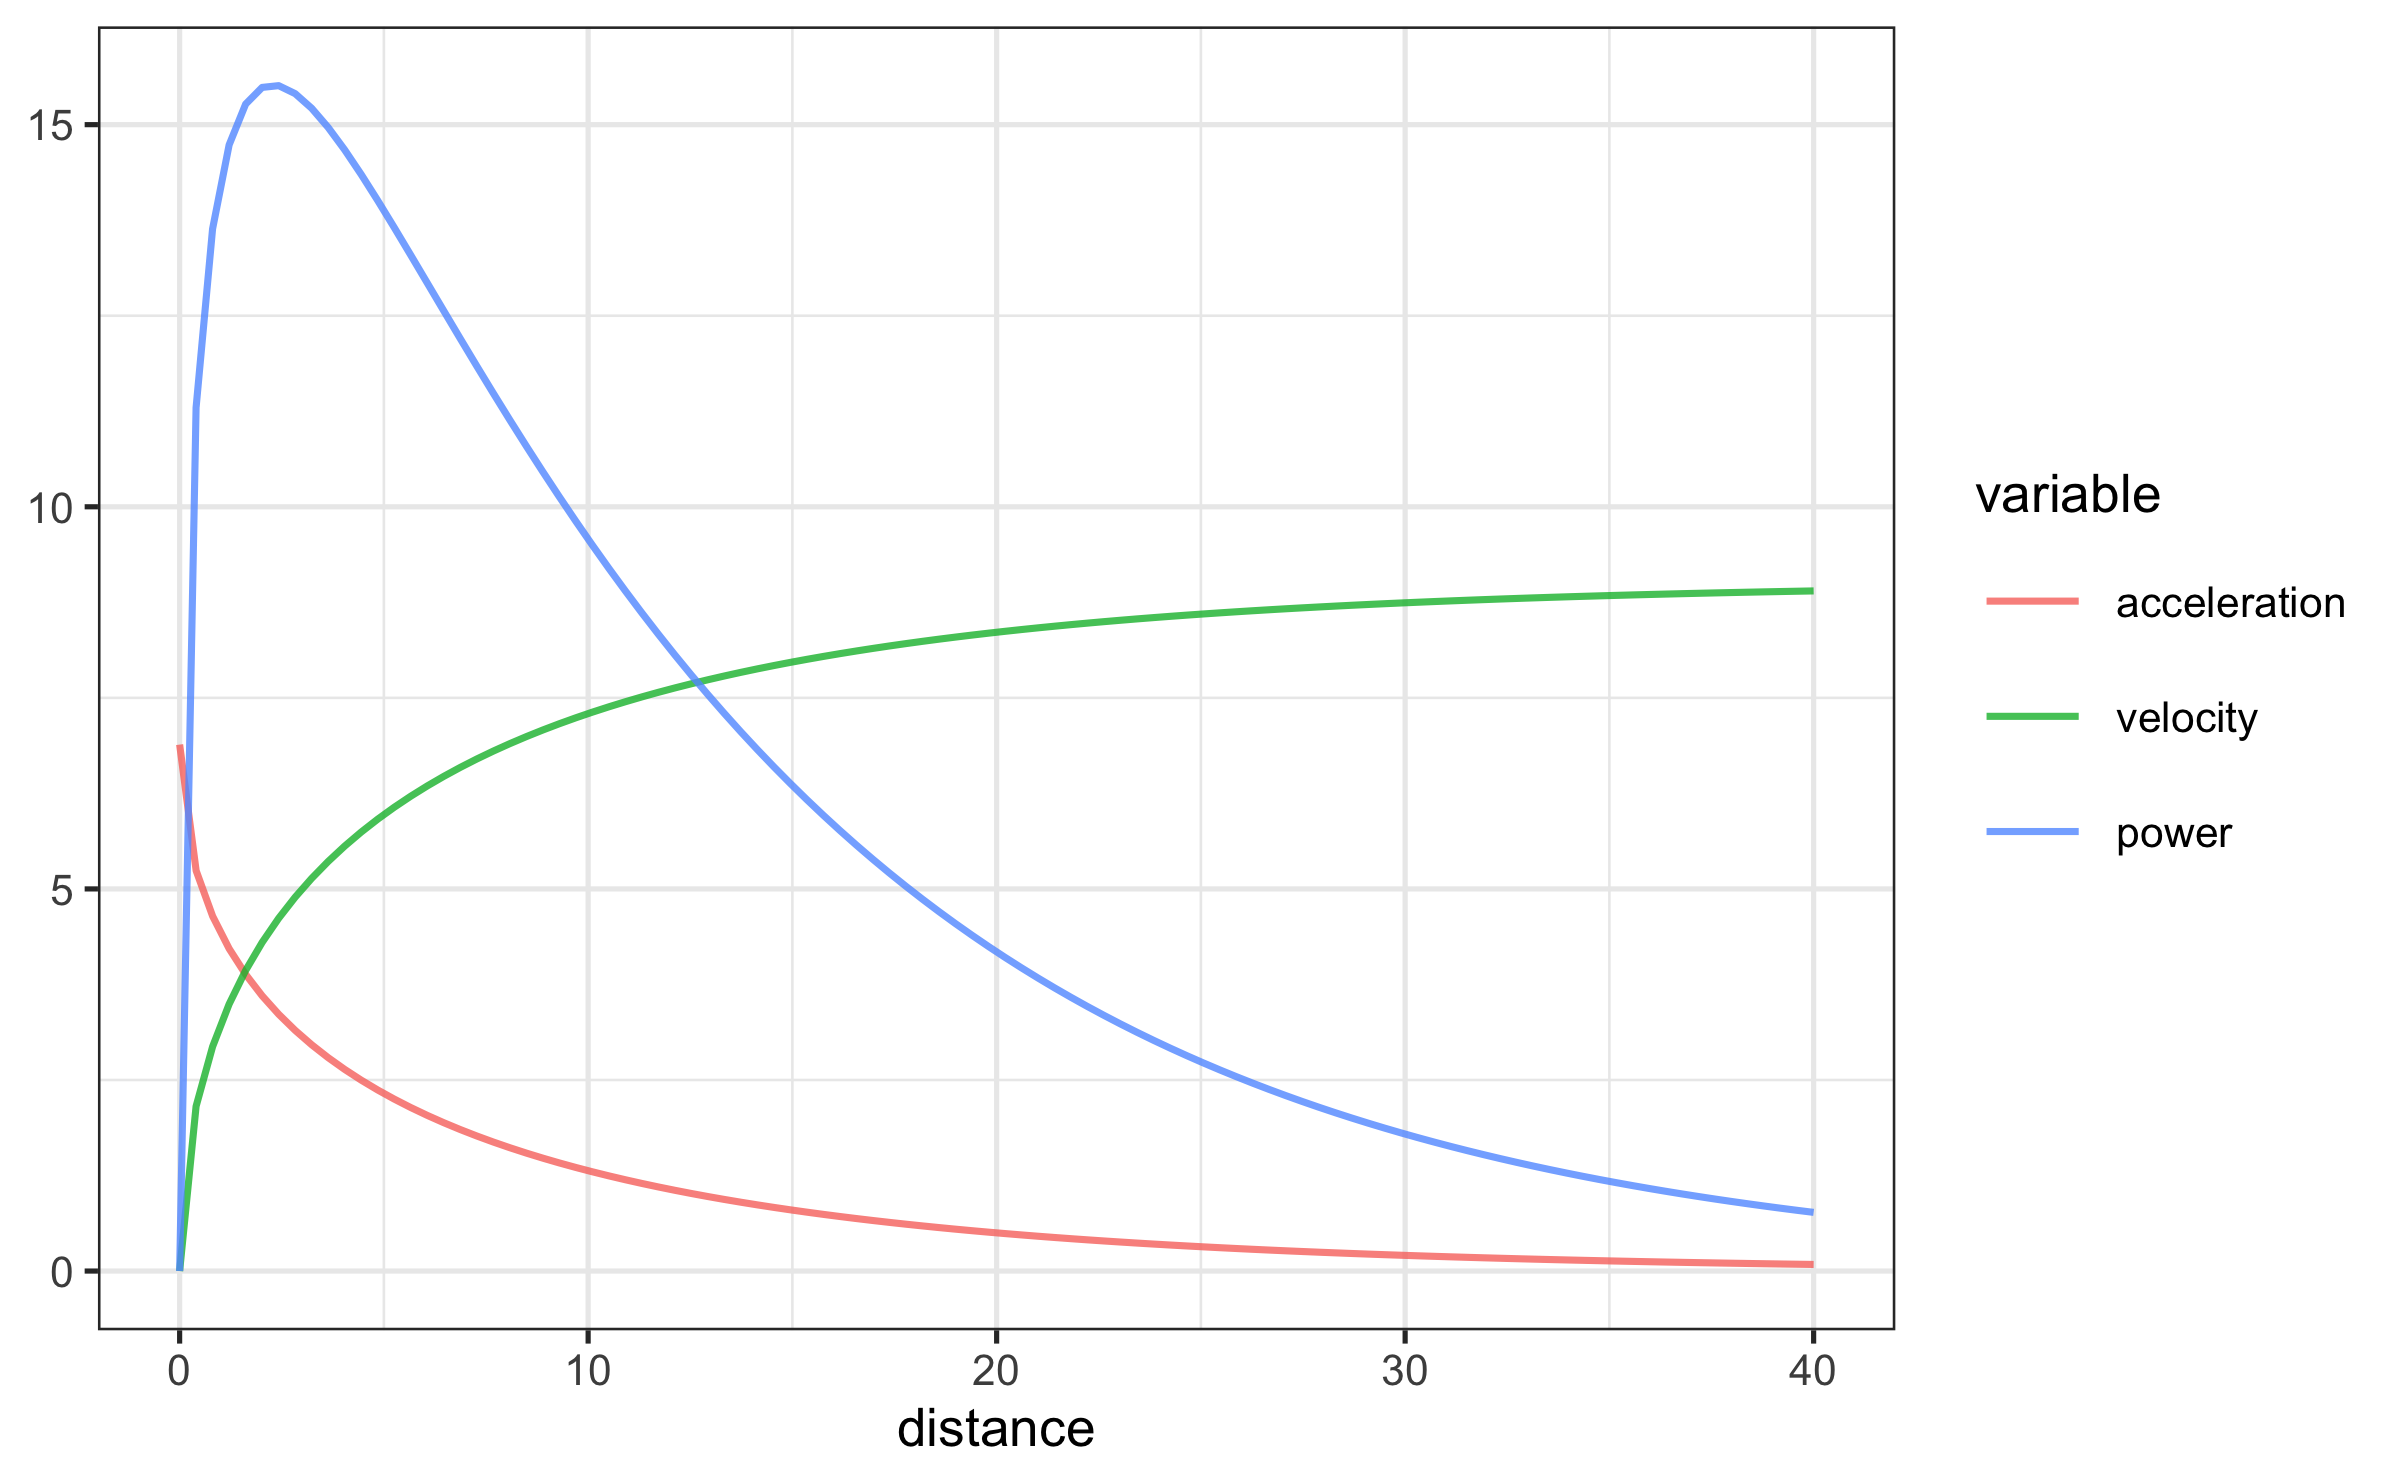 15
10
5
0
0 10 20 30 40
distance
variable
acceleration
velocity
power